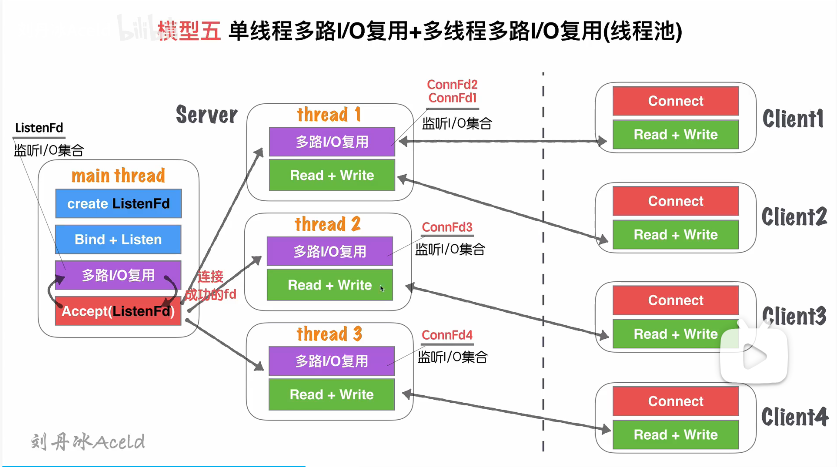 bilibili
模型五 单线程多路I/O复用+多线程多路I/O复用(线程池)
Server
ListenFd
监听I/O集合
main thread
create ListenFd
Bind + Listen
多路I/O复用
Accept(ListenFd)
连接
成功的fd
thread 1
多路I/O复用
Read + Write
ConnFd2
ConnFd1
监听I/O集合
thread 2
多路I/O复用
Read + Write
ConnFd3
监听I/O集合
thread 3
多路I/O复用
Read + Write
ConnFd4
监听I/O集合
Connect
Read + Write
Client1
Connect
Read + Write
Client2
Connect
Read + Write
Client3
Connect
Read + Write
Client4
刘丹冰Aceld